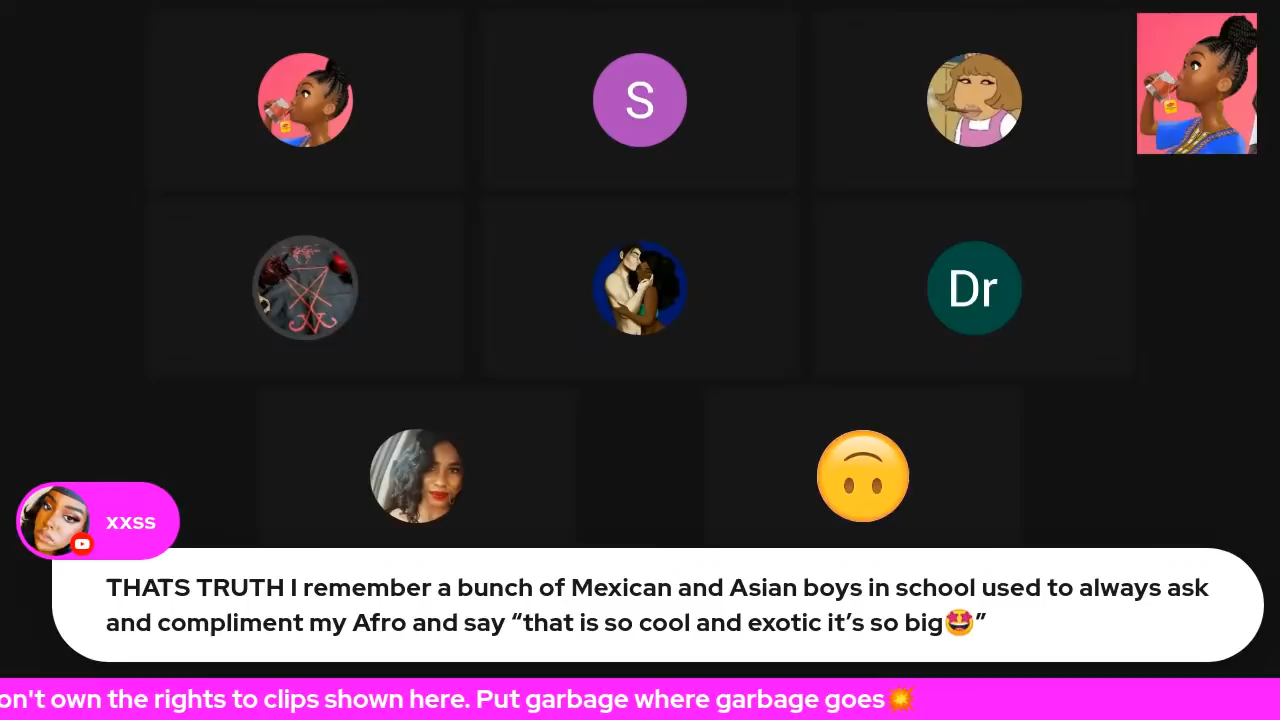 S
Dr
xxss
THATS TRUTH I remember a bunch of Mexican and Asian boys in school used to always ask
and compliment my Afro and say “that is so cool and exotic it’s so big🤩”
on't own the rights to clips shown here. Put garbage where garbage goes💥